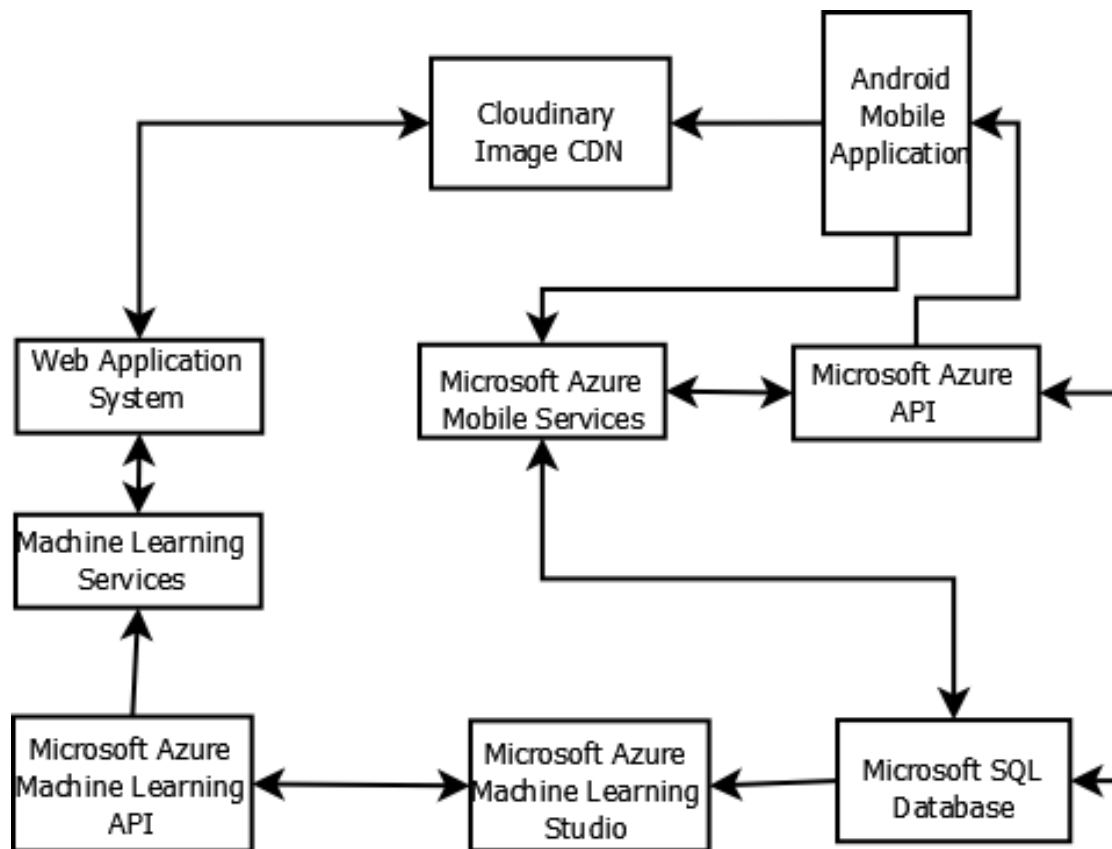 Cloudinary
Image CDN
Android
Mobile
Application
Web Application
System
Microsoft Azure
Mobile Services
Microsoft Azure
API
Machine Learning
Services
Microsoft Azure
Machine Learning
API
Microsoft Azure
Machine Learning
Studio
Microsoft SQL
Database